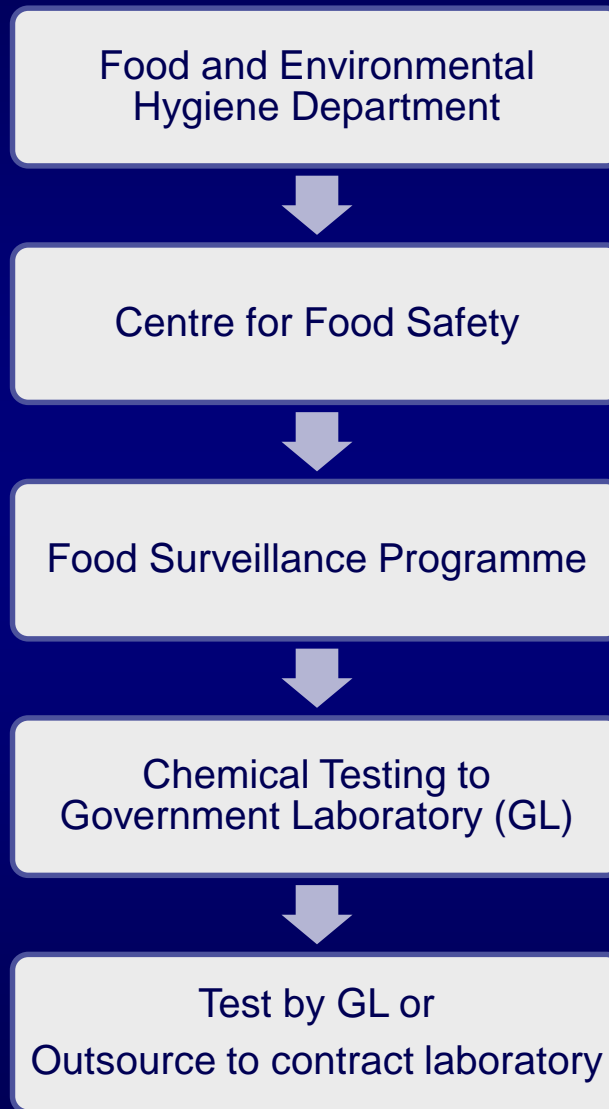 Food and Environmental
Hygiene Department
Centre for Food Safety
Food Surveillance Programme
Chemical Testing to
Government Laboratory (GL)
Test by GL or
Outsource to contract laboratory